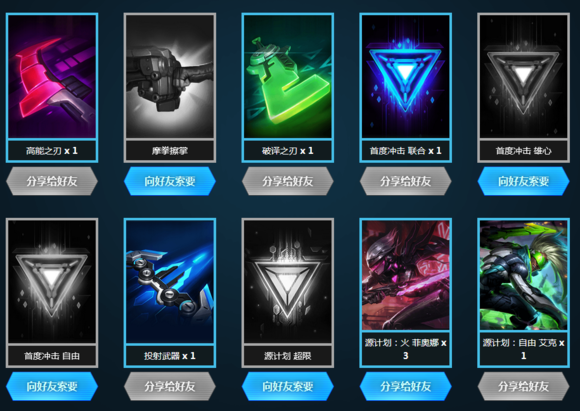 高能之刃 x 1
摩拳擦掌
破译之刃 x 1
首度冲击 联合 x 1
首度冲击 雄心
分享给好友
向好友索要
分享给好友
分享给好友
向好友索要
首度冲击 自由
投射武器 x 1
源计划 超限
源计划：火 菲奥娜 x
3
源计划：自由 艾克 x
1
向好友索要
分享给好友
向好友索要
分享给好友
分享给好友